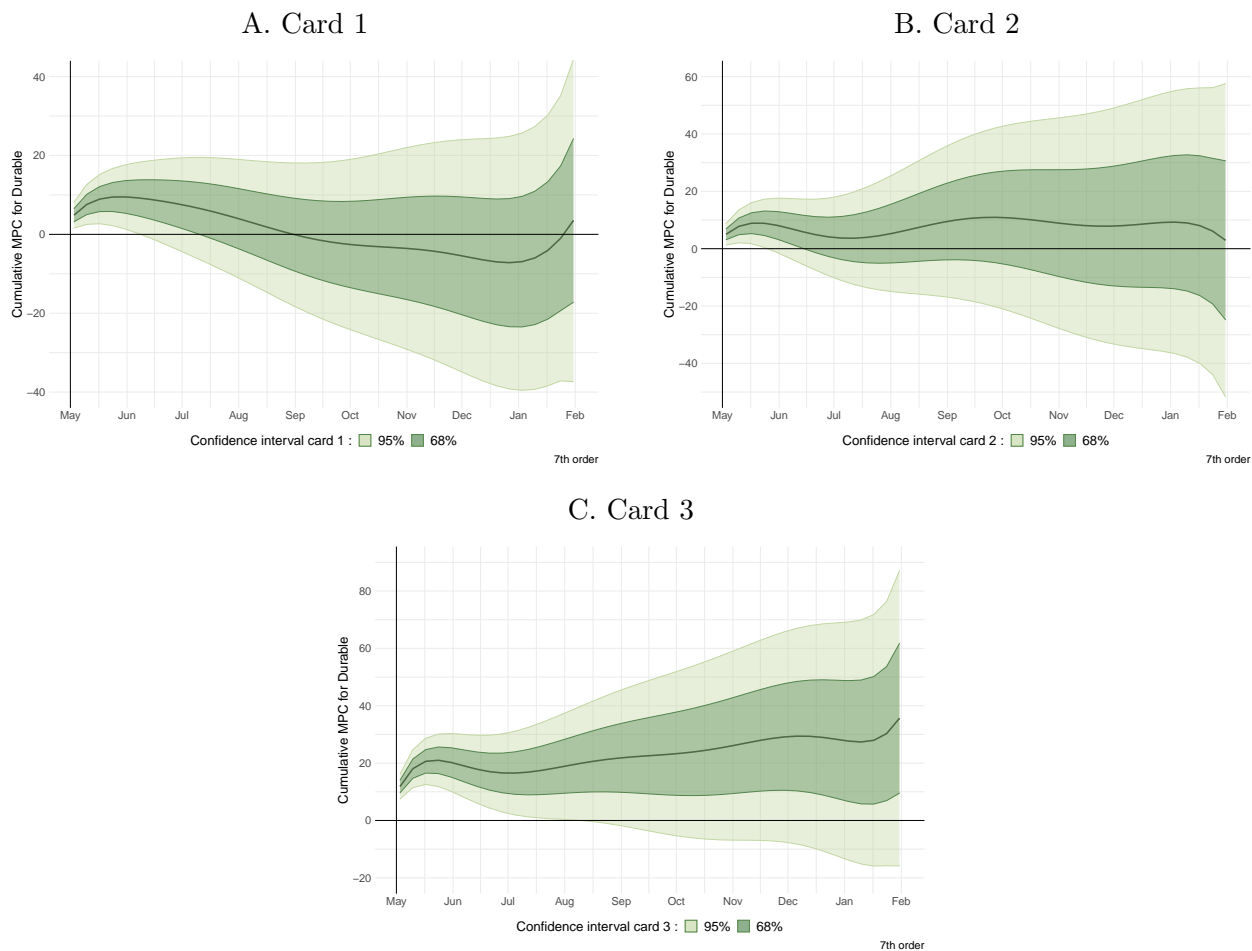 A. Card 1
Cumulative MPC for Durable
40
20
0
−20
−40
May Jun Jul Aug Sep Oct Nov Dec Jan Feb
Confidence interval card 1 : 95% 68%
7th order
B. Card 2
Cumulative MPC for Durable
60
40
20
0
−20
−40
May Jun Jul Aug Sep Oct Nov Dec Jan Feb
Confidence interval card 2 : 95% 68%
7th order
C. Card 3
Cumulative MPC for Durable
80
60
40
20
0
−20
May Jun Jul Aug Sep Oct Nov Dec Jan Feb
Confidence interval card 3 : 95% 68%
7th order